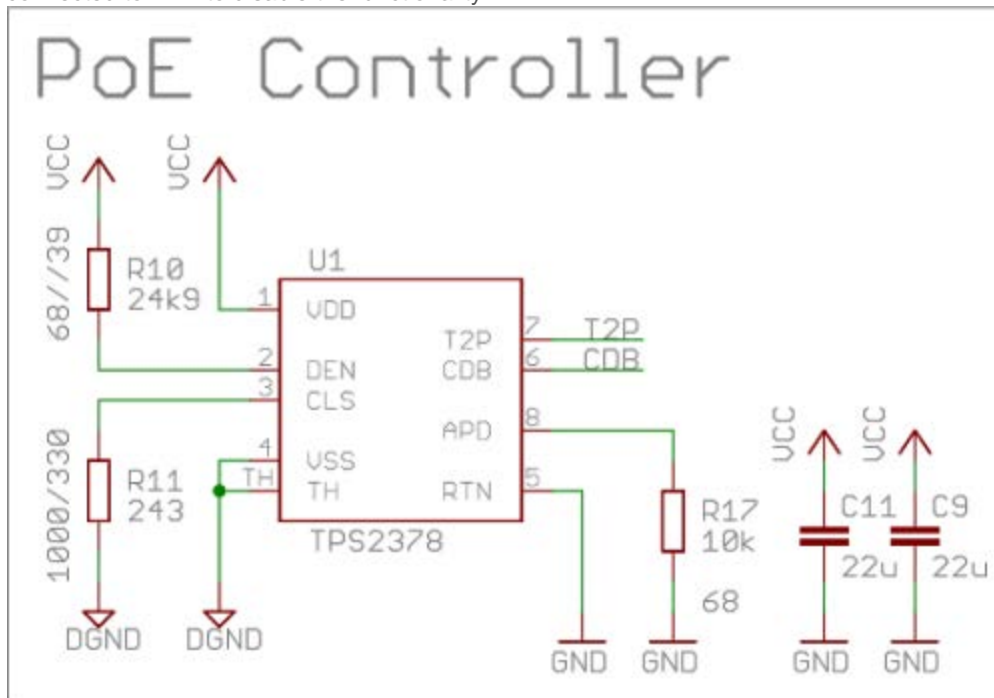 PoE Controller
VCC
VCC
68//39
R10
24k9
U1
1
VDD
2
DEN
3
CLS
4
VSS
TH
TH
T2P
7
T2P
CDB
6
CDB
APD
8
RTN
5
TPS2378
1000/330
R11
243
DGND
DGND
R17
10k
68
GND
GND
VCC
VCC
C11
22u
C9
22u
GND
GND